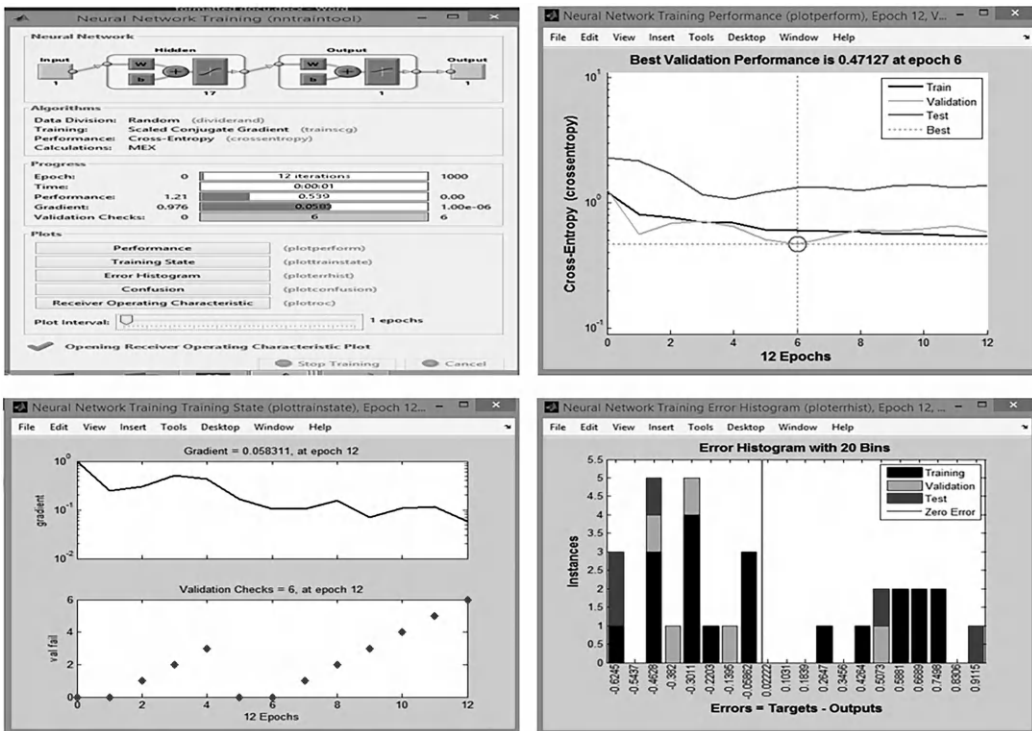 formatted docu.docx - Word
Neural Network Training (nntraintool)
Neural Network
Hidden
Output
Input
W
b
W
b
Output
1
17
1
1
Algorithms
Data Division: Random (dividerand)
Training: Scaled Conjugate Gradient (trainscg)
Performance: Cross-Entropy (crossentropy)
Calculations: MEX
Progress
Epoch: 0 12 iterations 1000
Time: 0:00:01
Performance: 1.21 0.539 0.00
Gradient: 0.976 0.0583 1.00e-06
Validation Checks: 0 6 6
Plots
Performance (plotperform)
Training State (plottrainstate)
Error Histogram (ploterrhist)
Confusion (plotconfusion)
Receiver Operating Characteristic (plotroc)
Plot Interval: 1 epochs
Opening Receiver Operating Characteristic Plot
Stop Training
Cancel
Neural Network Training Performance (plotperform), Epoch 12, V...
File Edit View Insert Tools Desktop Window Help
Best Validation Performance is 0.47127 at epoch 6
Train
Validation
Test
Best
Cross-Entropy (crossentropy)
10^1
10^0
10^-1
0 2 4 6 8 10 12
12 Epochs
Neural Network Training Training State (plottrainstate), Epoch 12...
File Edit View Insert Tools Desktop Window Help
Gradient = 0.058311, at epoch 12
gradient
10^0
10^-1
10^-2
0 2 4 6 8 10 12
Validation Checks = 6, at epoch 12
val fail
6
4
2
0
0 2 4 6 8 10 12
12 Epochs
Neural Network Training Error Histogram (ploterrhist), Epoch 12, ...
File Edit View Insert Tools Desktop Window Help
Error Histogram with 20 Bins
Training
Validation
Test
Zero Error
Instances
5.5
5
4.5
4
3.5
3
2.5
2
1.5
1
0.5
0
-0.6245 -0.5437 -0.4628 -0.382 -0.3011 -0.2203 -0.1395 -0.05862 0.02222 0.1031 0.1839 0.2647 0.3456 0.4264 0.5073 0.5881 0.6689 0.7498 0.8306 0.9115
Errors = Targets - Outputs